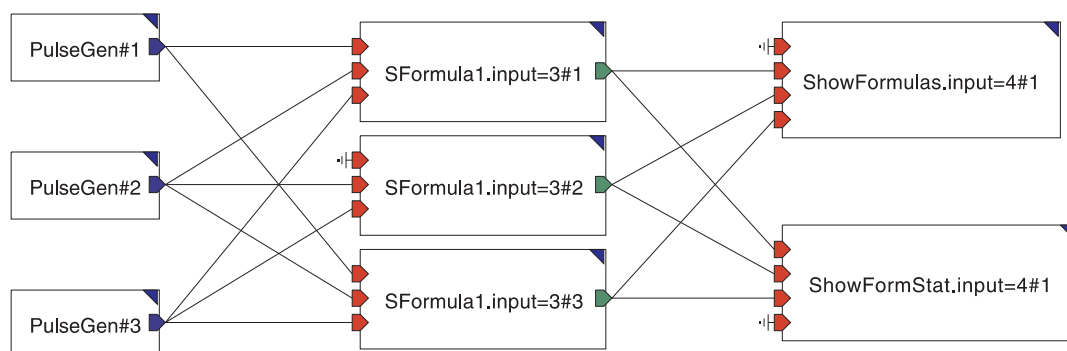 PulseGen#1
SFormula1.input=3#1
ShowFormulas.input=4#1
PulseGen#2
SFormula1.input=3#2
PulseGen#3
SFormula1.input=3#3
ShowFormStat.input=4#1